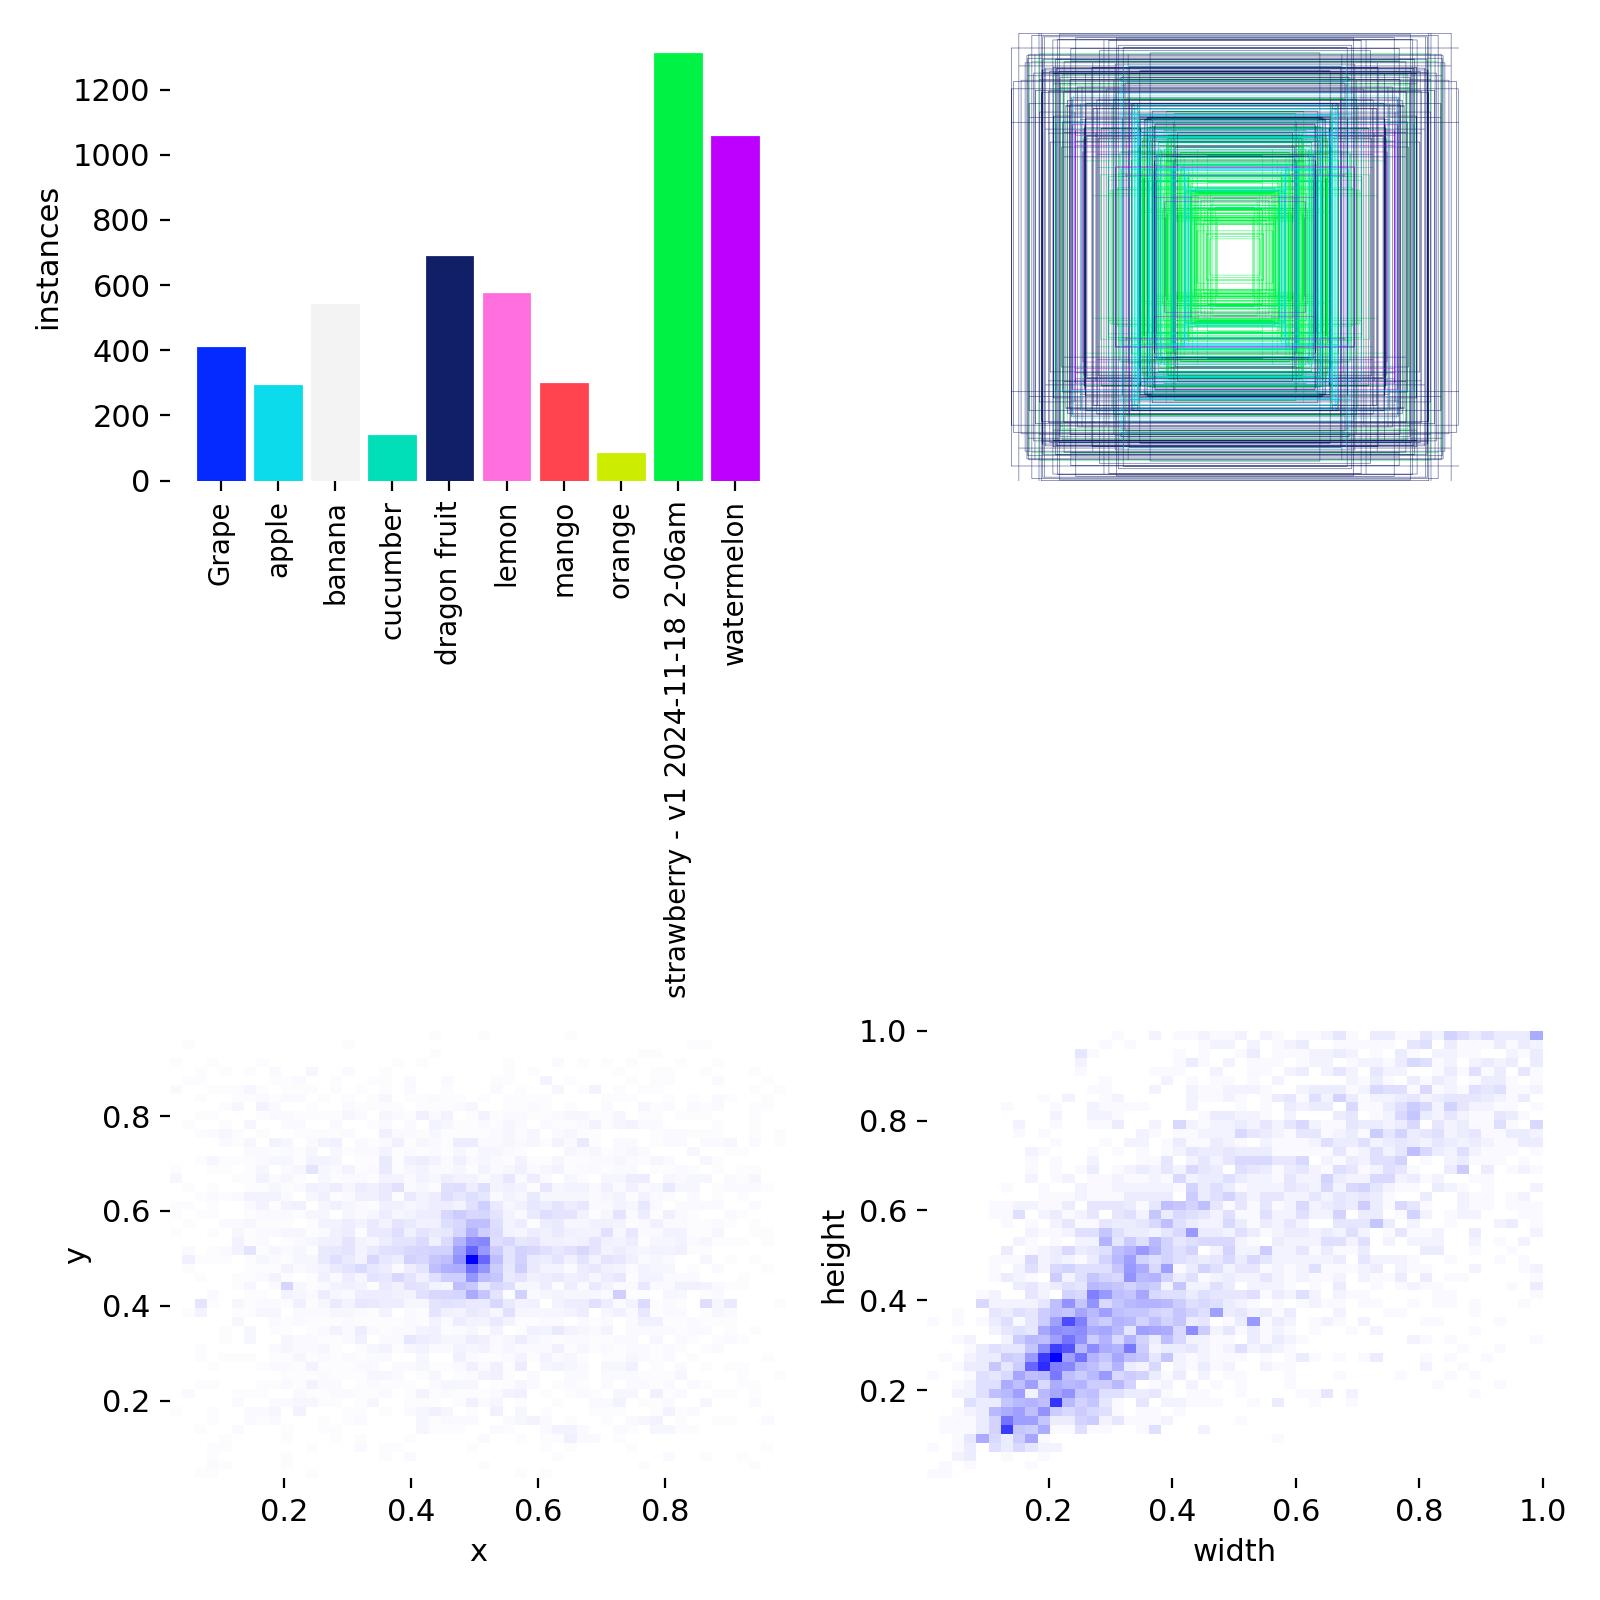 instances
1200
1000
800
600
400
200
0
Grape
apple
banana
cucumber
dragon fruit
lemon
mango
orange
strawberry - v1 2024-11-18 2-06am
watermelon
y
0.8
0.6
0.4
0.2
0.2 0.4 0.6 0.8
x
height
1.0
0.8
0.6
0.4
0.2
0.2 0.4 0.6 0.8 1.0
width